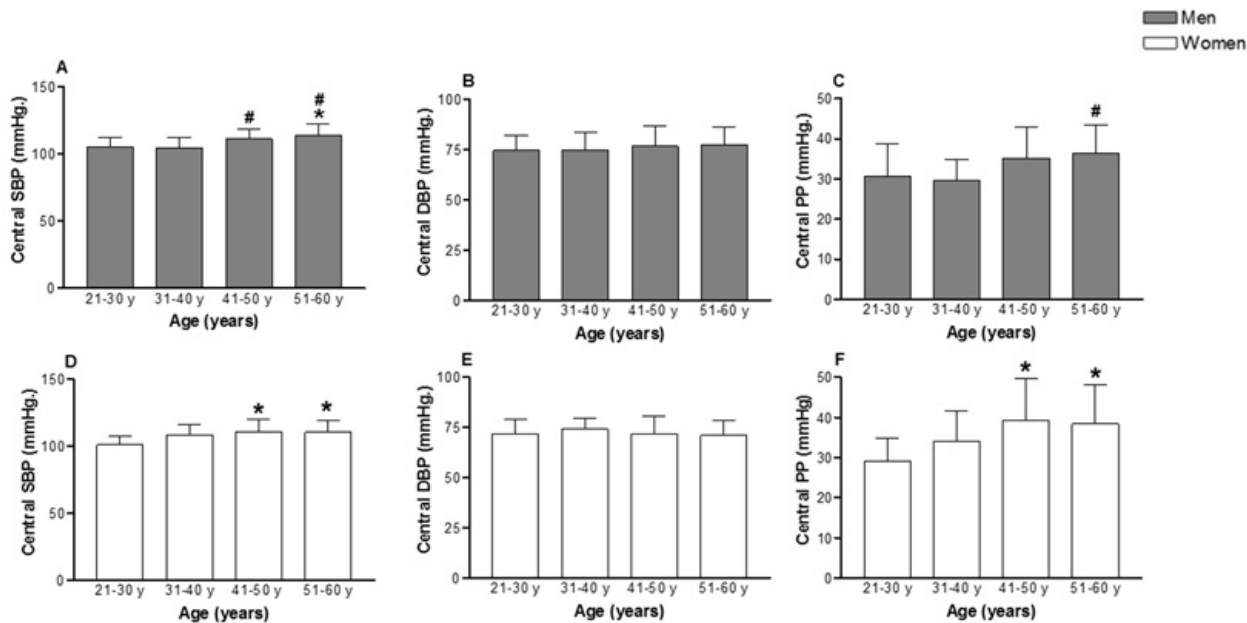 Men
Women
A
Central SBP (mmHg.)
150
100
50
0
#
#
*
21-30 y 31-40 y 41-50 y 51-60 y
Age (years)
B
Central DBP (mmHg.)
100
75
50
25
0
21-30 y 31-40 y 41-50 y 51-60 y
Age (years)
C
Central PP (mmHg.)
50
40
30
20
10
0
#
21-30 y 31-40 y 41-50 y 51-60 y
Age (years)
D
Central SBP (mmHg.)
150
100
50
0
* *
21-30 y 31-40 y 41-50 y 51-60 y
Age (years)
E
Central DBP (mmHg.)
100
75
50
25
0
21-30 y 31-40 y 41-50 y 51-60 y
Age (years)
F
Central PP (mmHg)
50
40
30
20
10
0
* *
21-30 y 31-40 y 41-50 y 51-60 y
Age (years)